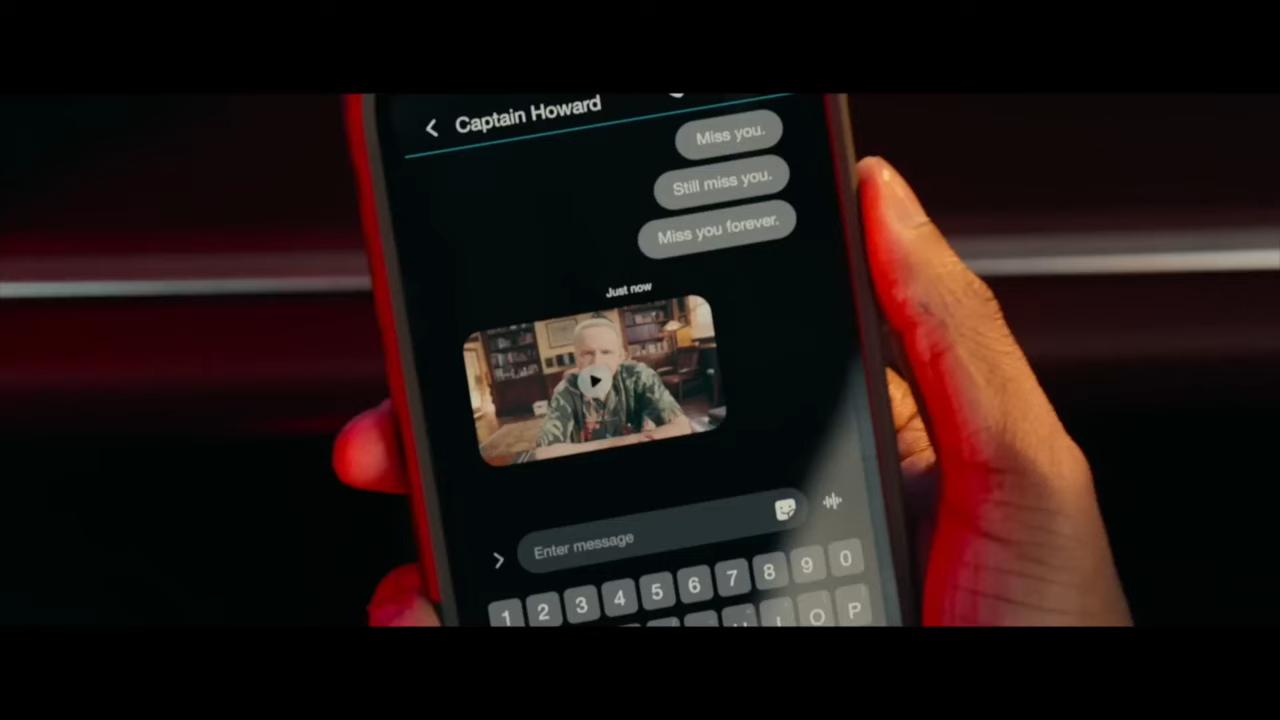 Captain Howard
Miss you.
Still miss you.
Miss you forever.
Just now
Enter message
1 2 3 4 5 6 7 8 9 0
O P